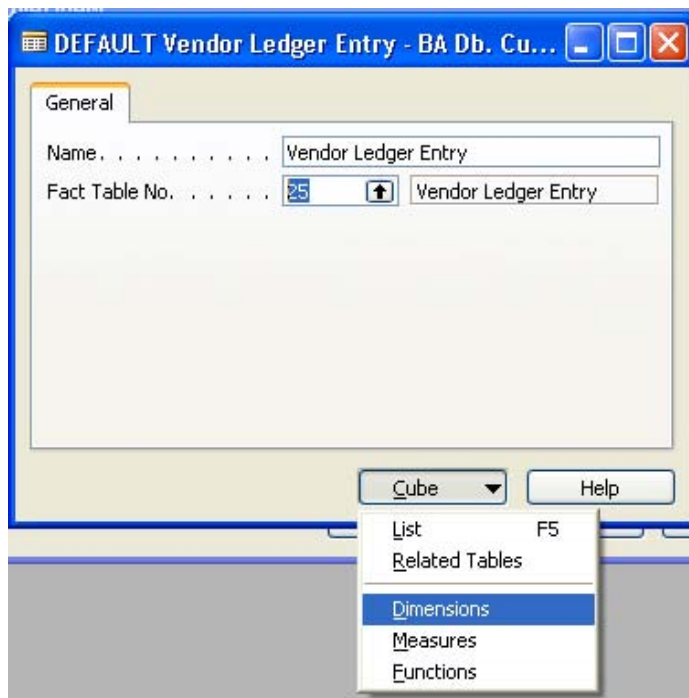 DEFAULT Vendor Ledger Entry - BA Db. Cu...
General
Name. . . . . . . . . . Vendor Ledger Entry
Fact Table No. . . . . . 25 Vendor Ledger Entry
Cube Help
List F5
Related Tables
Dimensions
Measures
Functions